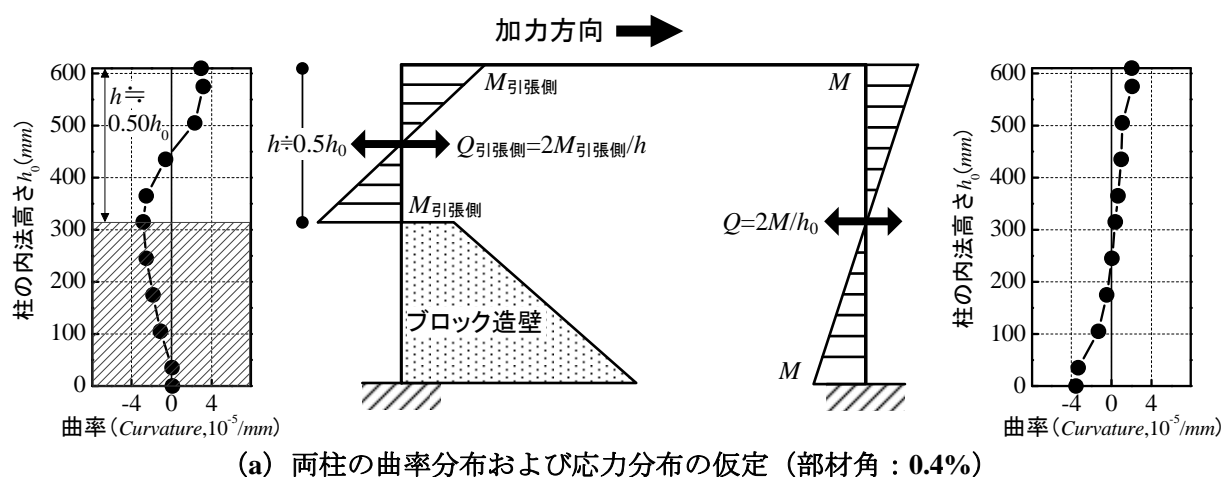 加力方向
600
500
400
300
200
100
0
柱の内法高さh₀(mm)
h≒
0.50h₀
-4 0 4
曲率(Curvature,10⁻⁵/mm)
h≒0.5h₀
M引張側
Q引張側=2M引張側/h
M引張側
ブロック造壁
M
Q=2M/h₀
M
600
500
400
300
200
100
0
柱の内法高さh₀(mm)
-4 0 4
曲率(Curvature,10⁻⁵/mm)
(a) 両柱の曲率分布および応力分布の仮定(部材角:0.4%)